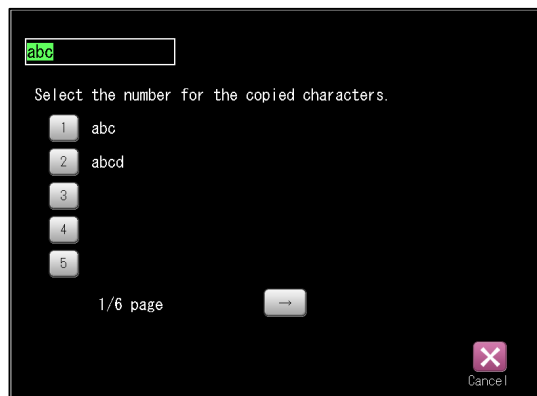 abc
Select the number for the copied characters.
1 abc
2 abcd
3
4
5
1/6 page →
Cancel